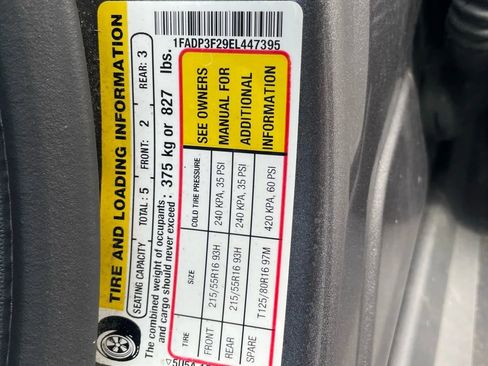 1FADP3F29EL447395
TIRE AND LOADING INFORMATION
SEATING CAPACITY TOTAL: 5 FRONT: 2 REAR: 3
The combined weight of occupants
and cargo should never exceed: 375 kg or 827 lbs.
TIRE SIZE COLD TIRE PRESSURE
FRONT 215/55R16 93H 240 KPA, 35 PSI
REAR 215/55R16 93H 240 KPA, 35 PSI
SPARE T125/80R16 97M 420 KPA, 60 PSI
SEE OWNERS
MANUAL FOR
ADDITIONAL
INFORMATION